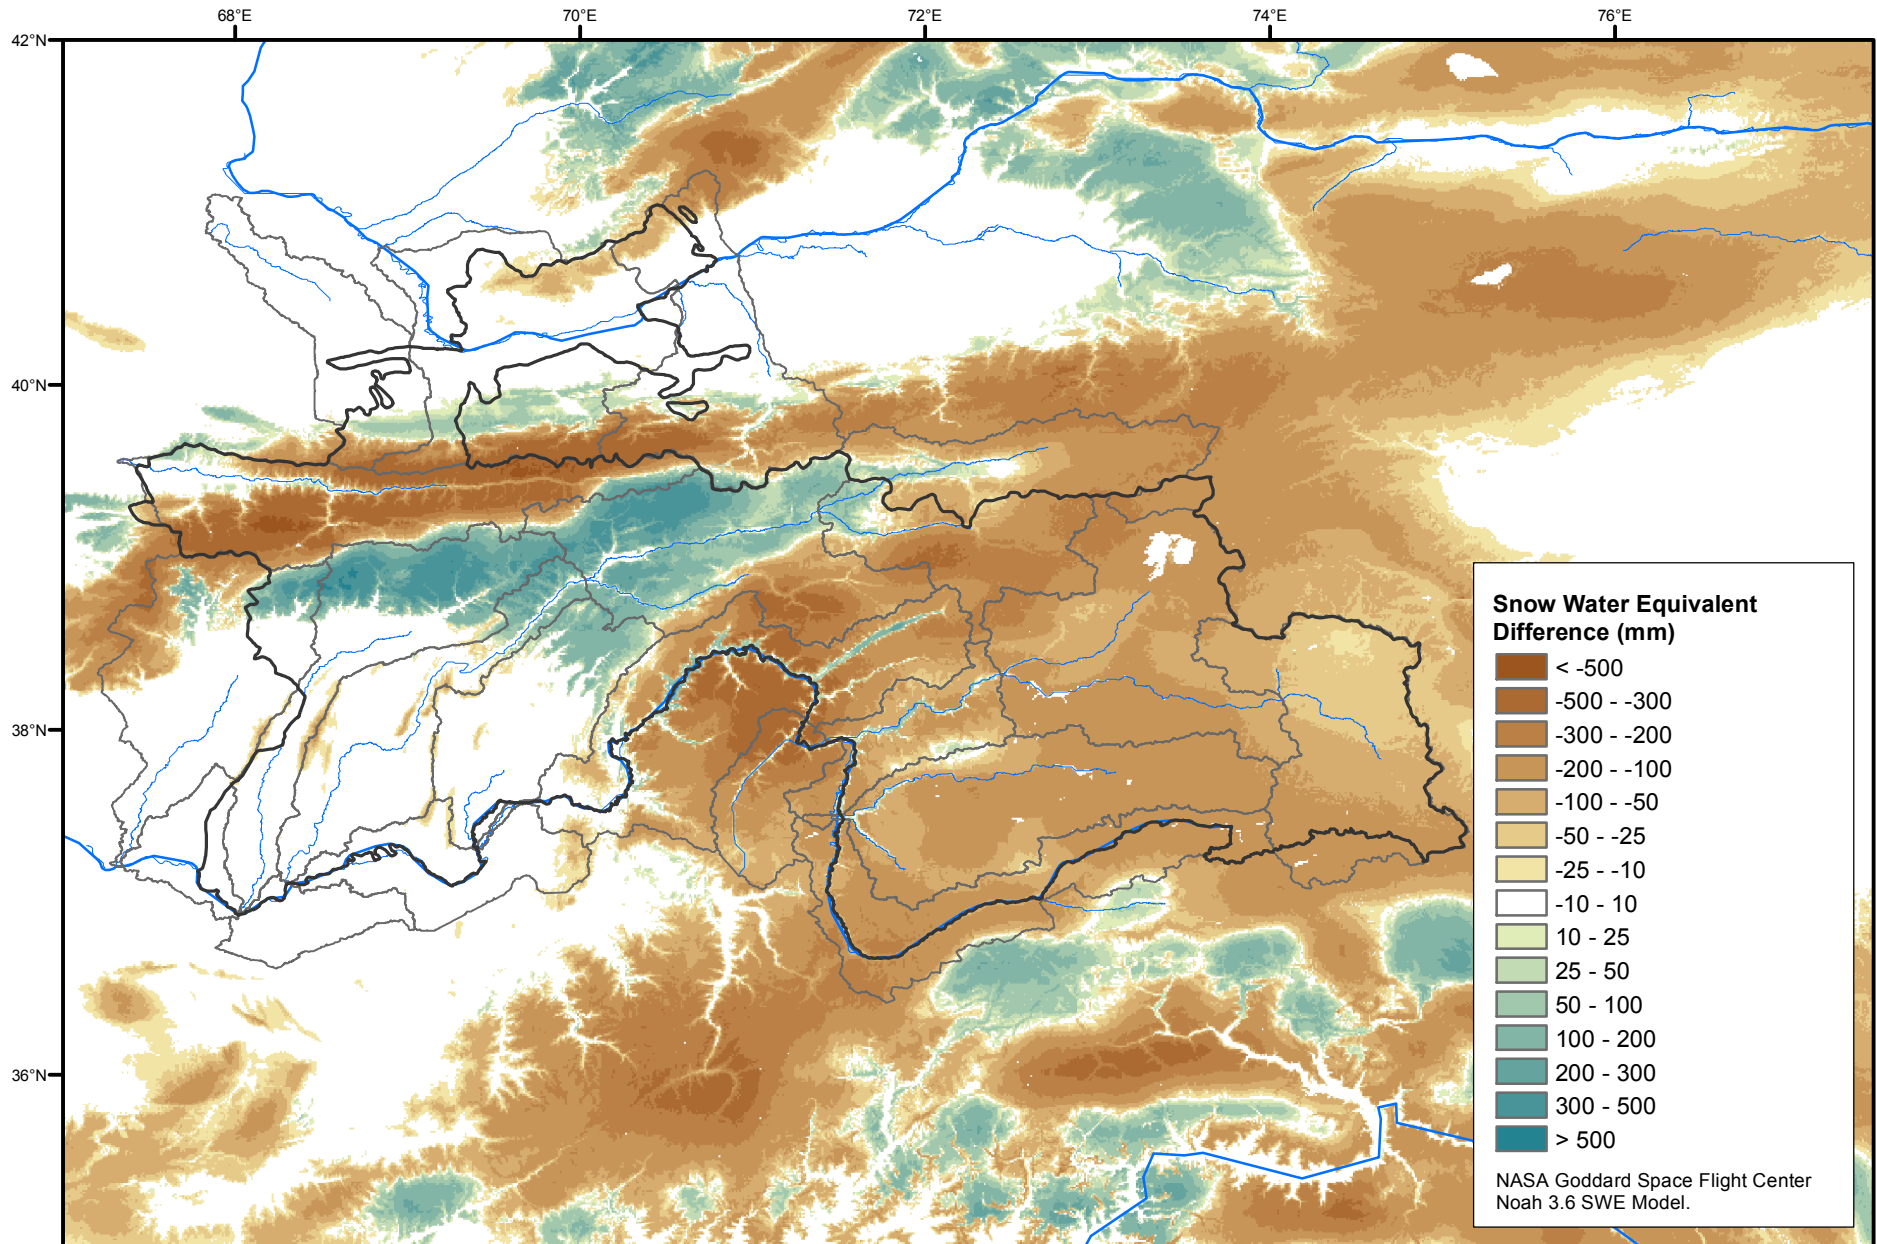 68°E
70°E
72°E
74°E
76°E
42°N
40°N
38°N
36°N
Snow Water Equivalent
Difference (mm)
< -500
-500 - -300
-300 - -200
-200 - -100
-100 - -50
-50 - -25
-25 - -10
-10 - 10
10 - 25
25 - 50
50 - 100
100 - 200
200 - 300
300 - 500
> 500
NASA Goddard Space Flight Center
Noah 3.6 SWE Model.